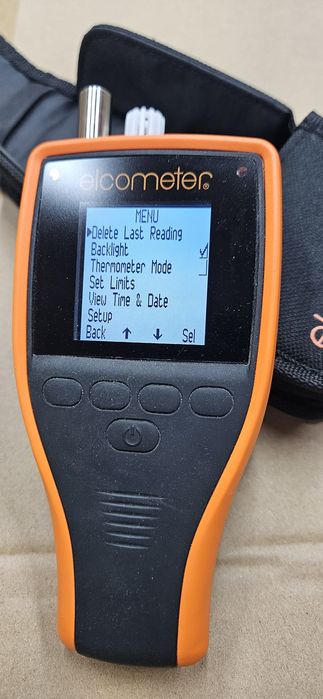 elcometer®
MENU
Delete Last Reading
Backlight
Thermometer Mode
Set Limits
View Time & Date
Setup
Back ↑ ↓ Sel